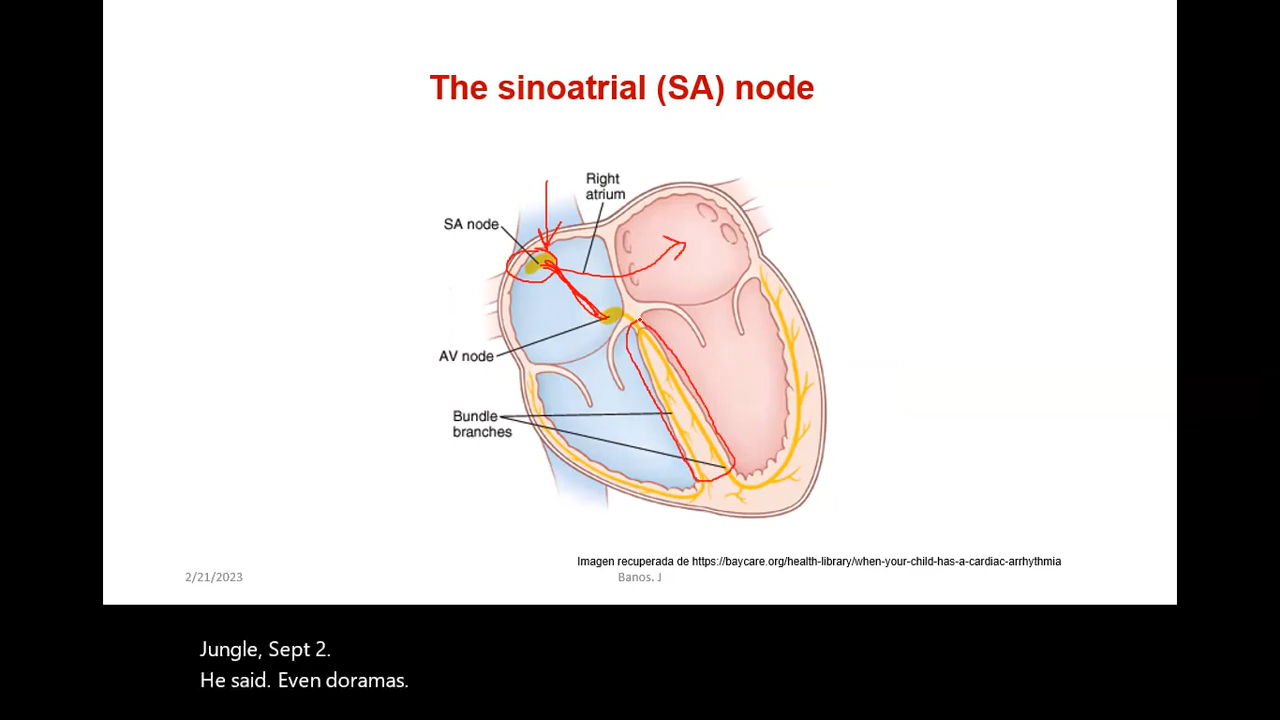 The sinoatrial (SA) node
Right
atrium
SA node
AV node
Bundle
branches
Imagen recuperada de https://baycare.org/health-library/when-your-child-has-a-cardiac-arrhythmia
2/21/2023
Banos. J
Jungle, Sept 2.
He said. Even doramas.